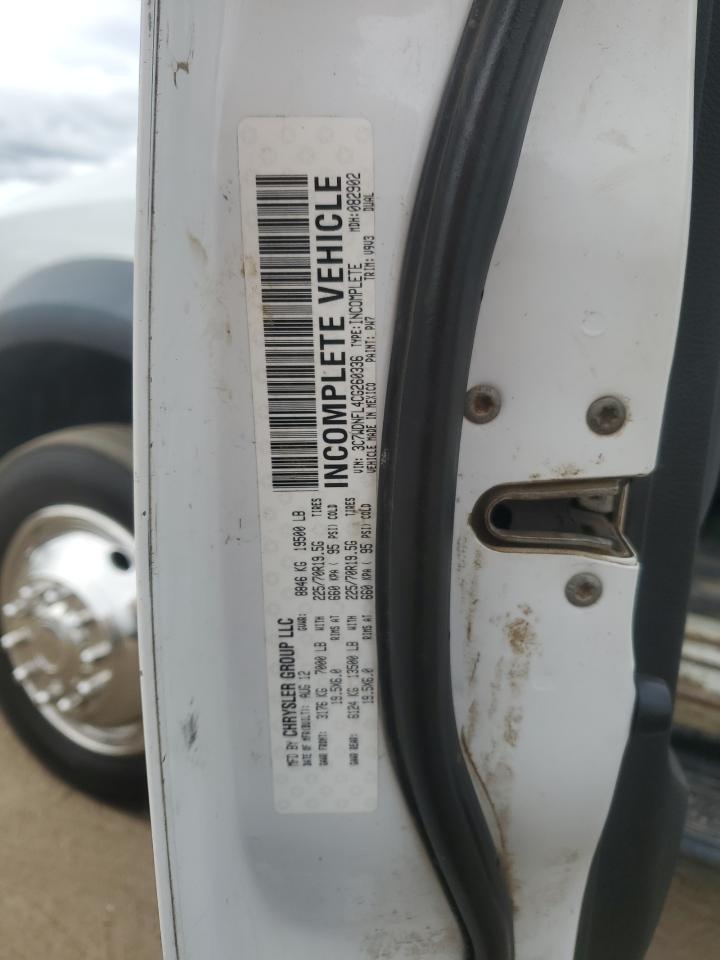 MFD BY CHRYSLER GROUP LLC
DATE OF MFR(BUILT): AUG 12 GVWR: 8846 KG 19500 LB
GAWR FRONT: 3176 KG 7000 LB WITH 225/70R19.5G TIRES
19.5X6.0 RIMS AT 660 KPA ( 95 PSI) COLD
GAWR REAR: 6124 KG 13500 LB WITH 225/70R19.5G TIRES
19.5X6.0 RIMS AT 660 KPA ( 95 PSI) COLD
INCOMPLETE VEHICLE
VIN: 3C7WDNFL4CG260336 TYPE: INCOMPLETE MDH: 082902
VEHICLE MADE IN MEXICO PAINT: PW7 TRIM: V9V3 DUAL